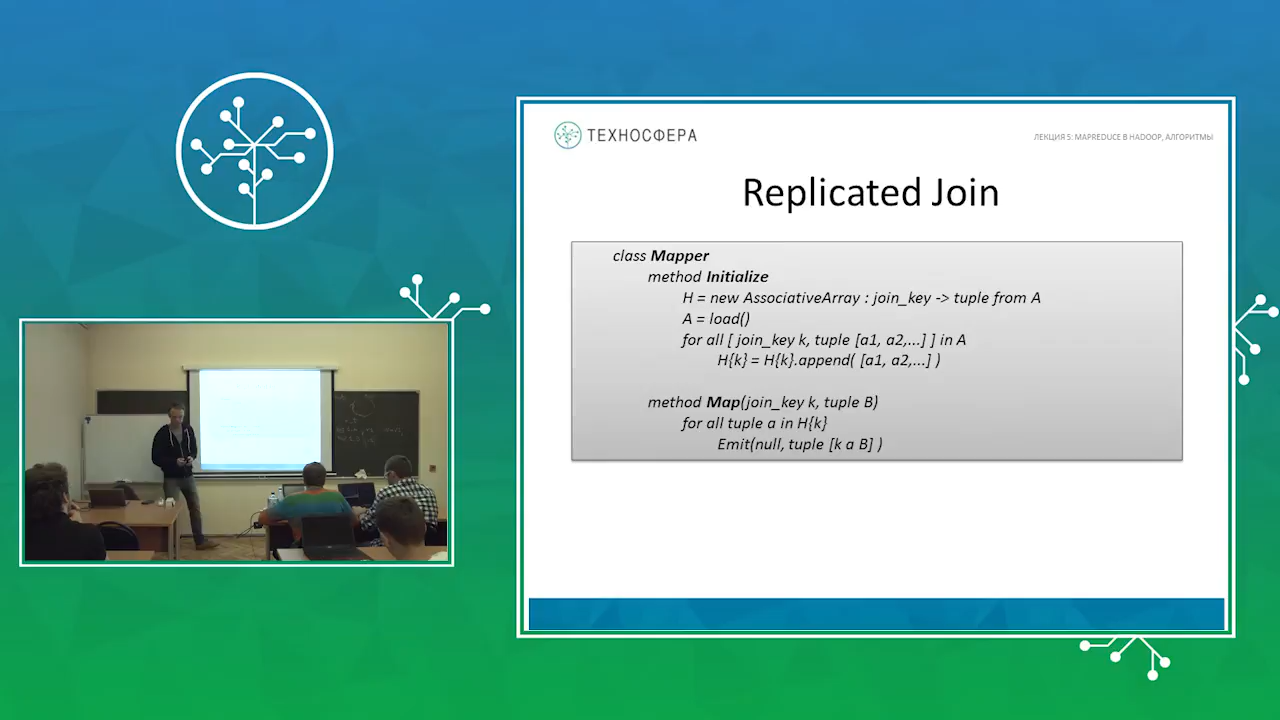 ТЕХНОСФЕРА
ЛЕКЦИЯ 5: MAPREDUCE В HADOOP, АЛГОРИТМЫ
Replicated Join
class Mapper
method Initialize
H = new AssociativeArray : join_key -> tuple from A
A = load()
for all [ join_key k, tuple [a1, a2,...] ] in A
H{k} = H{k}.append( [a1, a2,...] )
method Map(join_key k, tuple B)
for all tuple a in H{k}
Emit(null, tuple [k a B] )